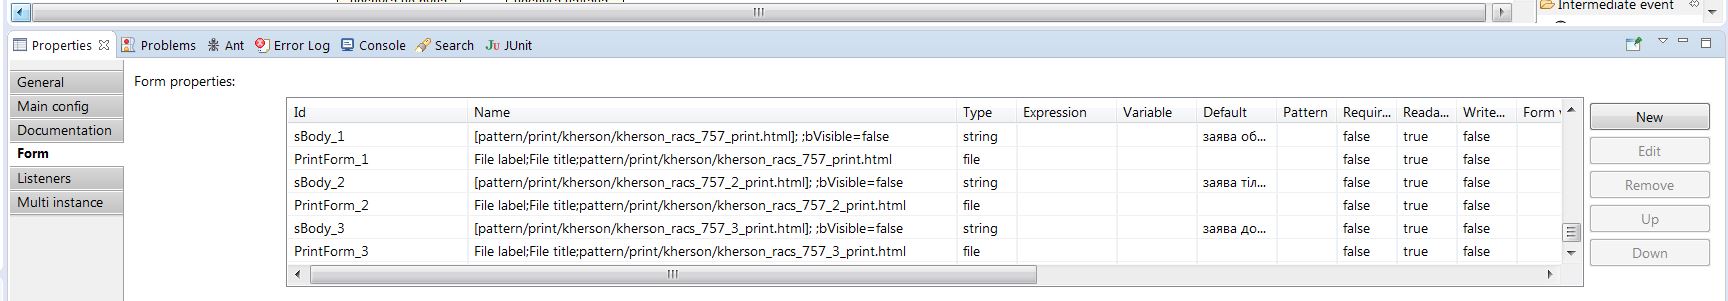 Intermediate event
Properties Problems Ant Error Log Console Search JUnit
General
Main config
Documentation
Form
Listeners
Multi instance
Form properties:
Id Name Type Expression Variable Default Pattern Requir... Reada... Write... Form
sBody_1 [pattern/print/kherson/kherson_racs_757_print.html]; ;bVisible=false string заява об... false true false
PrintForm_1 File label;File title;pattern/print/kherson/kherson_racs_757_print.html file false true false
sBody_2 [pattern/print/kherson/kherson_racs_757_2_print.html]; ;bVisible=false string заява тіл... false true false
PrintForm_2 File label;File title;pattern/print/kherson/kherson_racs_757_2_print.html file false true false
sBody_3 [pattern/print/kherson/kherson_racs_757_3_print.html]; ;bVisible=false string заява до... false true false
PrintForm_3 File label;File title;pattern/print/kherson/kherson_racs_757_3_print.html file false true false
New
Edit
Remove
Up
Down